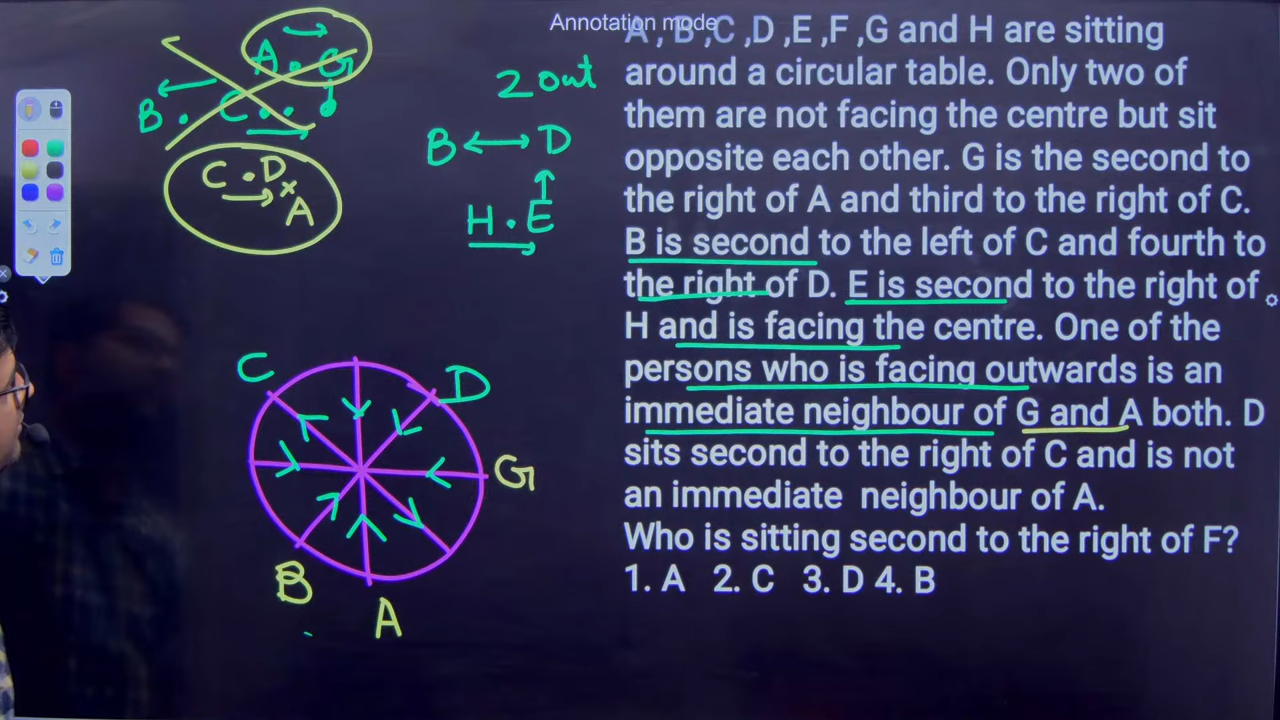 Annotation mode
A , B ,C ,D ,E ,F ,G and H are sitting
around a circular table. Only two of
them are not facing the centre but sit
opposite each other. G is the second to
the right of A and third to the right of C.
B is second to the left of C and fourth to
the right of D. E is second to the right of
H and is facing the centre. One of the
persons who is facing outwards is an
immediate neighbour of G and A both. D
sits second to the right of C and is not
an immediate neighbour of A.
Who is sitting second to the right of F?
1. A 2. C 3. D 4. B
A . G
B . C . .
C . D
A
2 out
B D
H . E
C
D
G
B
A